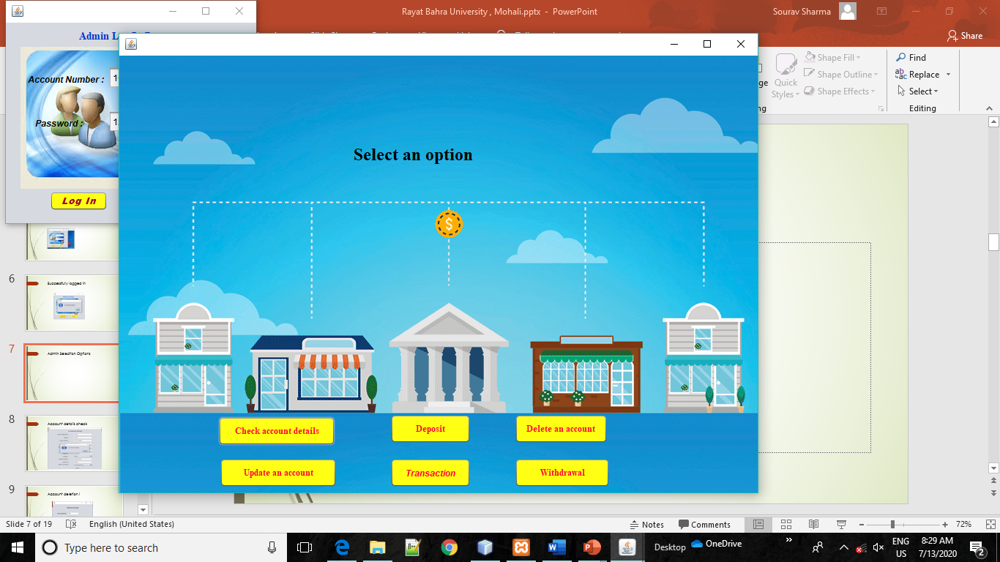 Rayat Bahra University , Mohali.pptx - PowerPoint
Sourav Sharma
Share
Admin
Account Number :
Password :
Log In
Select an option
$
Check account details
Deposit
Delete an account
Update an account
Transaction
Withdrawal
Quick
Styles
Shape Fill
Shape Outline
Shape Effects
Find
Replace
Select
Editing
6
Successfully logged in
7
Admin Selection Options
8
Account details check
9
Account deletion
Slide 7 of 19
English (United States)
Notes
Comments
72%
Type here to search
Desktop
OneDrive
ENG
US
8:29 AM
7/13/2020
2